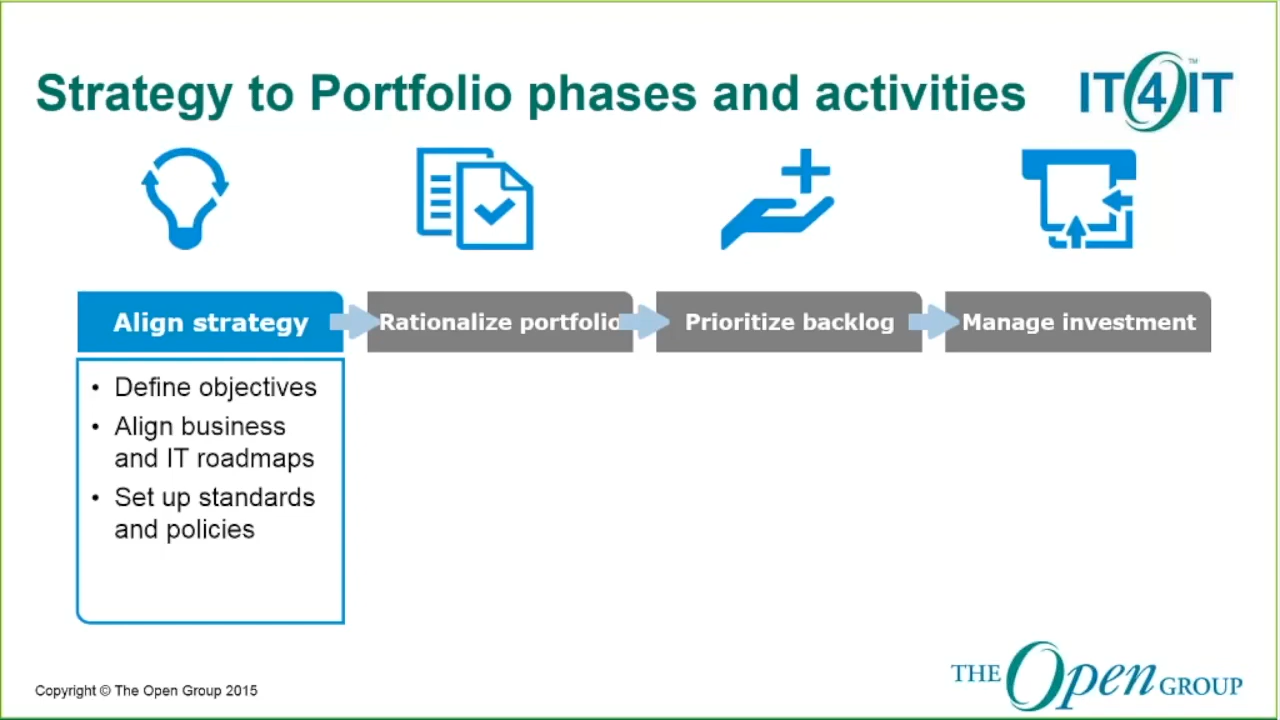 Strategy to Portfolio phases and activities
IT4IT™
Align strategy
Rationalize portfolio
Prioritize backlog
Manage investment
• Define objectives
• Align business
and IT roadmaps
• Set up standards
and policies
Copyright © The Open Group 2015
THE Open GROUP